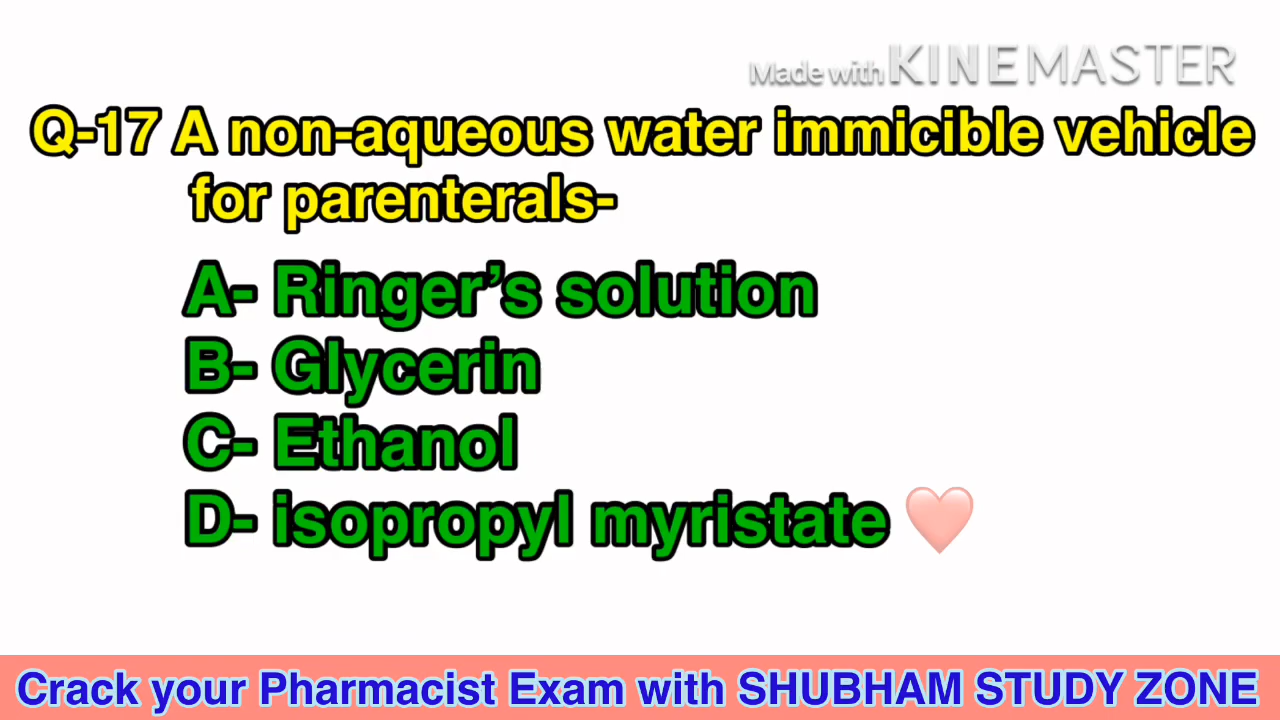 Made with KINEMASTER
Q-17 A non-aqueous water immicible vehicle
for parenterals-
A- Ringer’s solution
B- Glycerin
C- Ethanol
D- isopropyl myristate
Crack your Pharmacist Exam with SHUBHAM STUDY ZONE